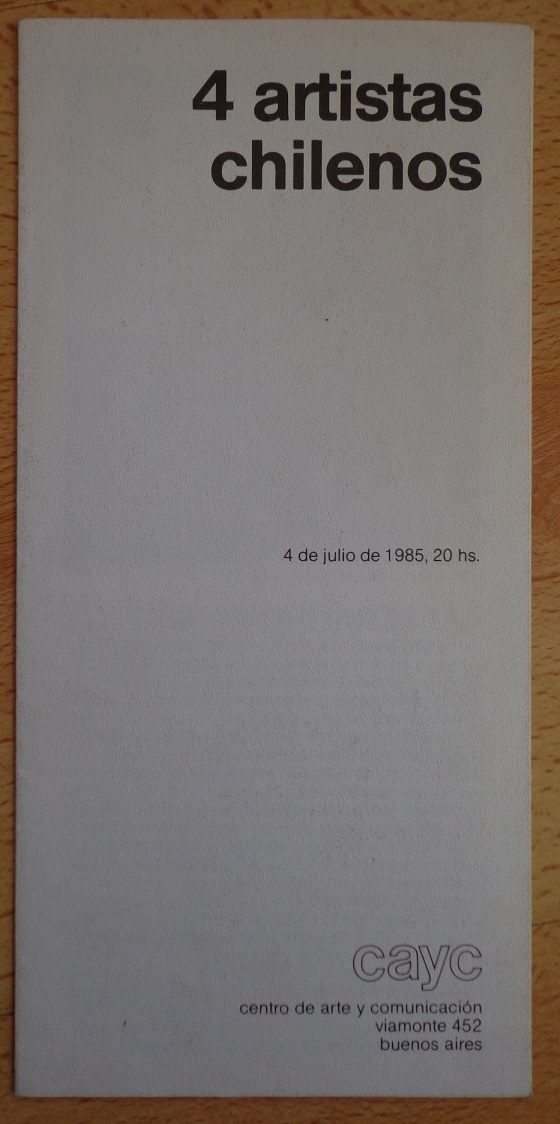 4 artistas
chilenos
4 de julio de 1985, 20 hs.
cayc
centro de arte y comunicación
viamonte 452
buenos aires